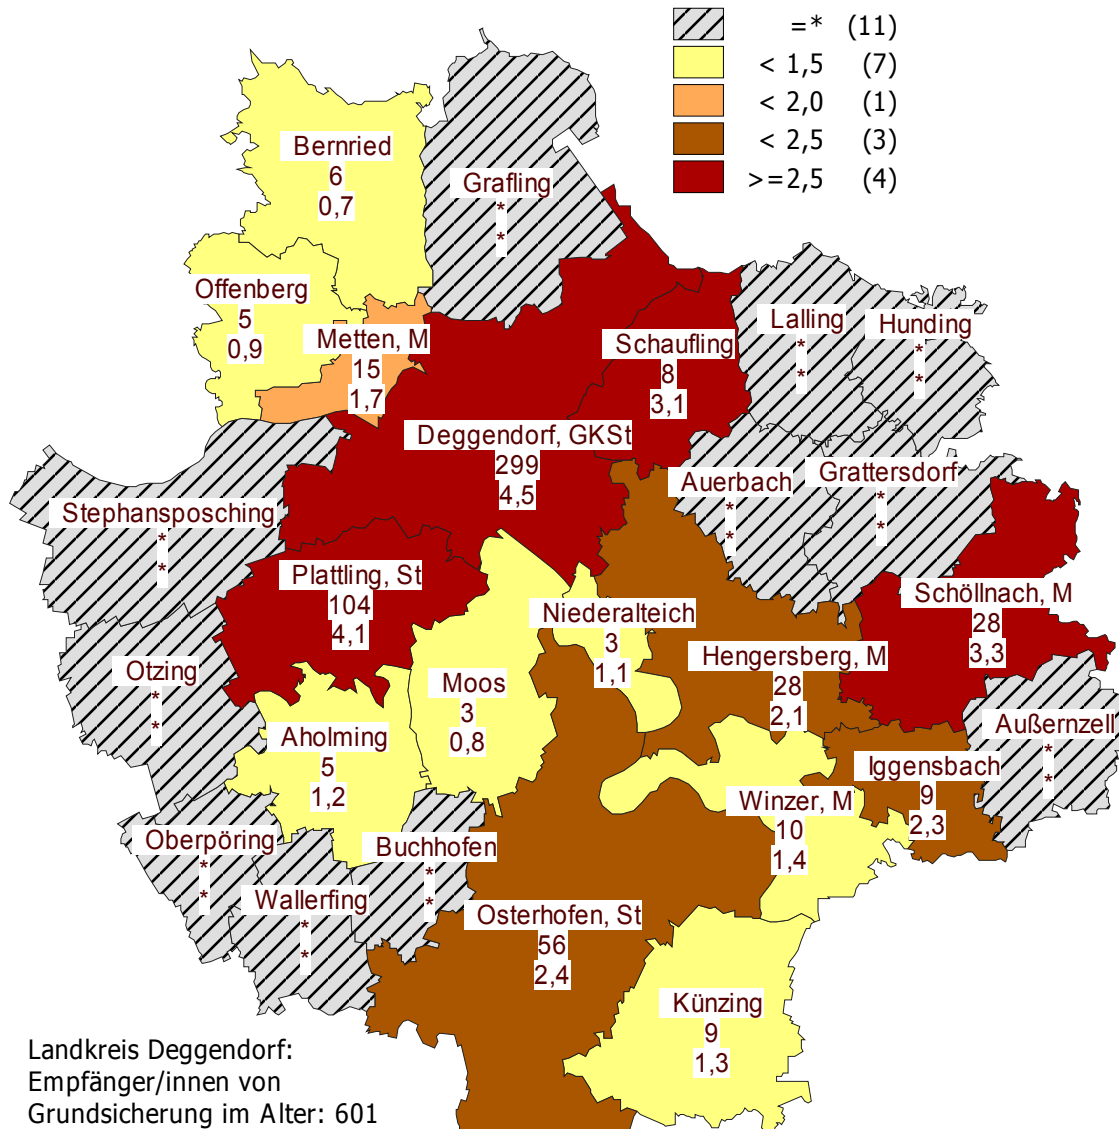 =* (11)
< 1,5 (7)
< 2,0 (1)
< 2,5 (3)
>=2,5 (4)
Bernried
6
0,7
Grafling
*
*
Offenberg
5
0,9
Metten, M
15
1,7
Schaufling
8
3,1
Lalling
*
*
Hunding
*
*
Deggendorf, GKSt
299
4,5
Auerbach
*
*
Grattersdorf
*
*
Stephansposching
*
*
Plattling, St
104
4,1
Niederalteich
3
1,1
Schöllnach, M
28
3,3
Otzing
*
*
Moos
3
0,8
Hengersberg, M
28
2,1
Außernzell
*
*
Aholming
5
1,2
Iggensbach
9
2,3
Winzer, M
10
1,4
Oberpöring
*
*
Buchhofen
*
*
Wallerfing
*
*
Osterhofen, St
56
2,4
Künzing
9
1,3
Landkreis Deggendorf:
Empfänger/innen von
Grundsicherung im Alter: 601